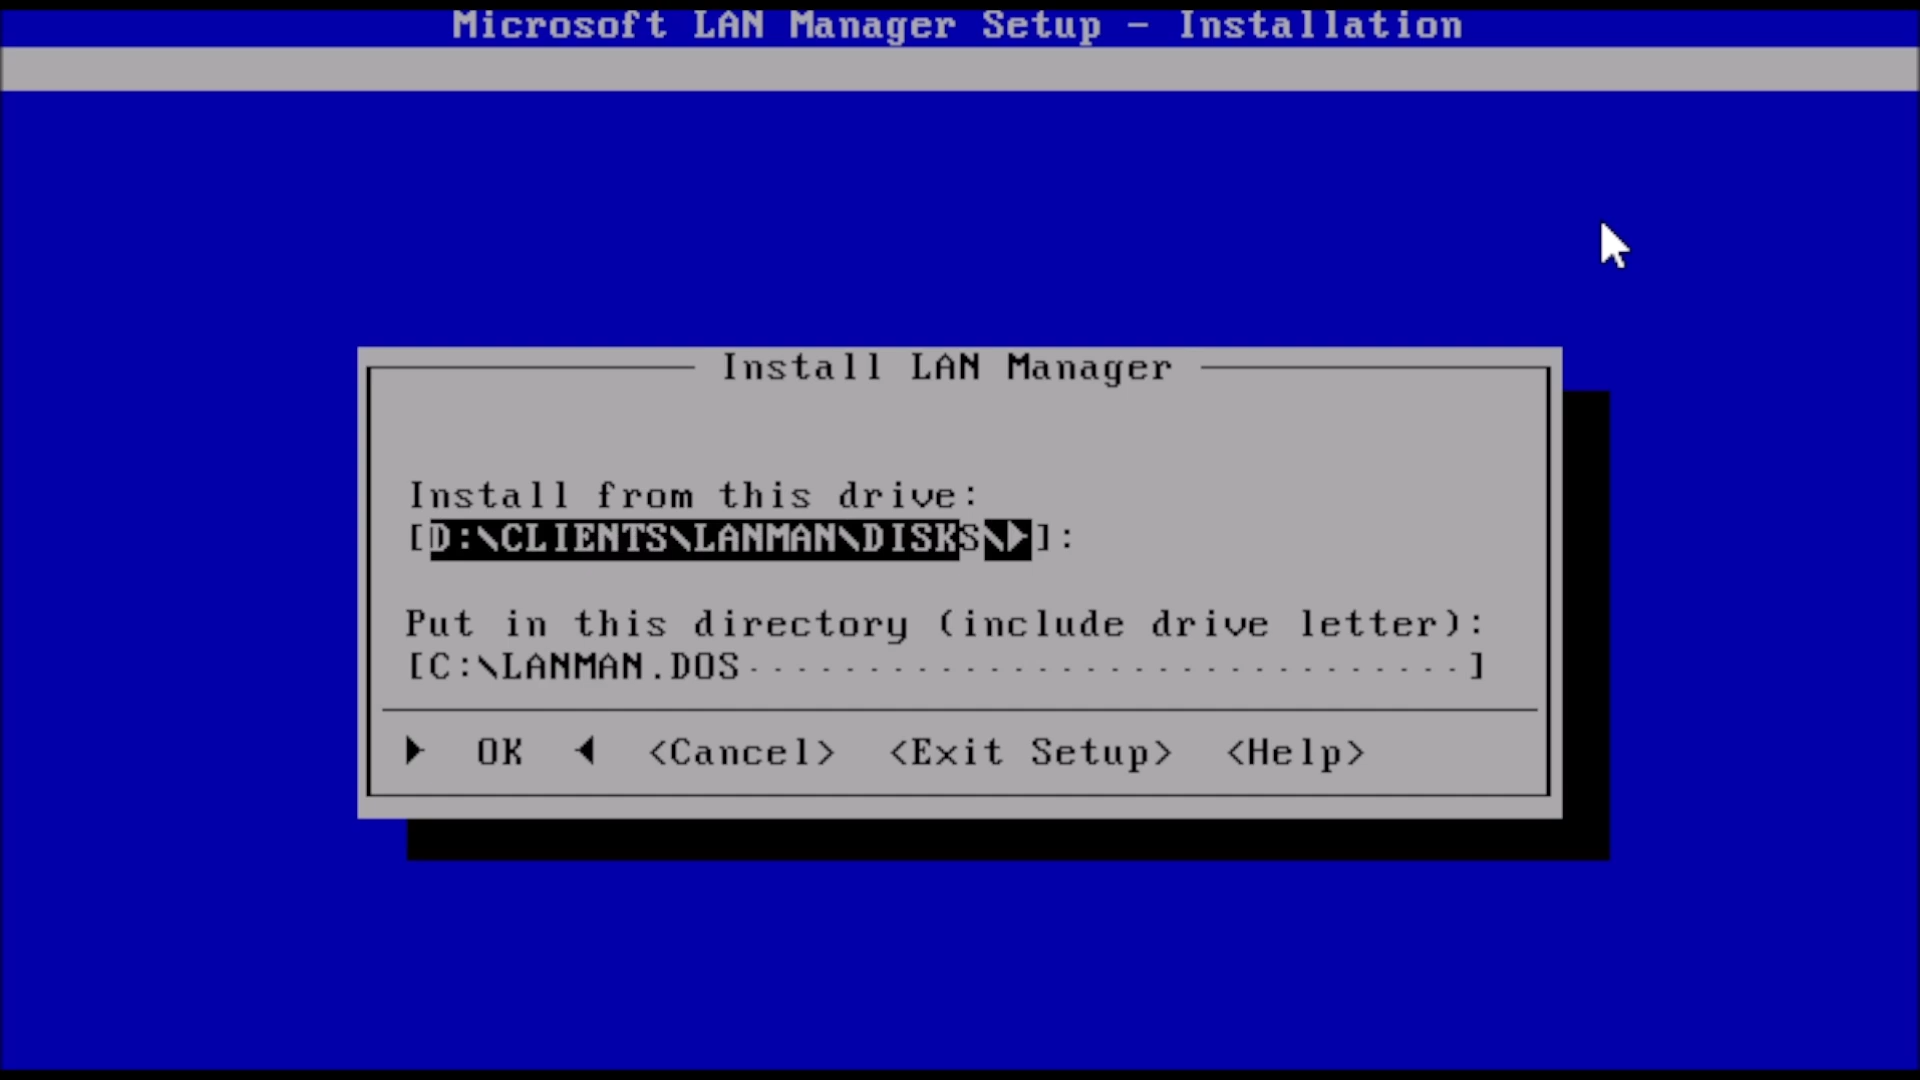 Microsoft LAN Manager Setup - Installation
Install LAN Manager
Install from this drive:
[D:\CLIENTS\LANMAN\DISKS\►]:
Put in this directory (include drive letter):
[C:\LANMAN.DOS······························]
► OK ◄ <Cancel> <Exit Setup> <Help>